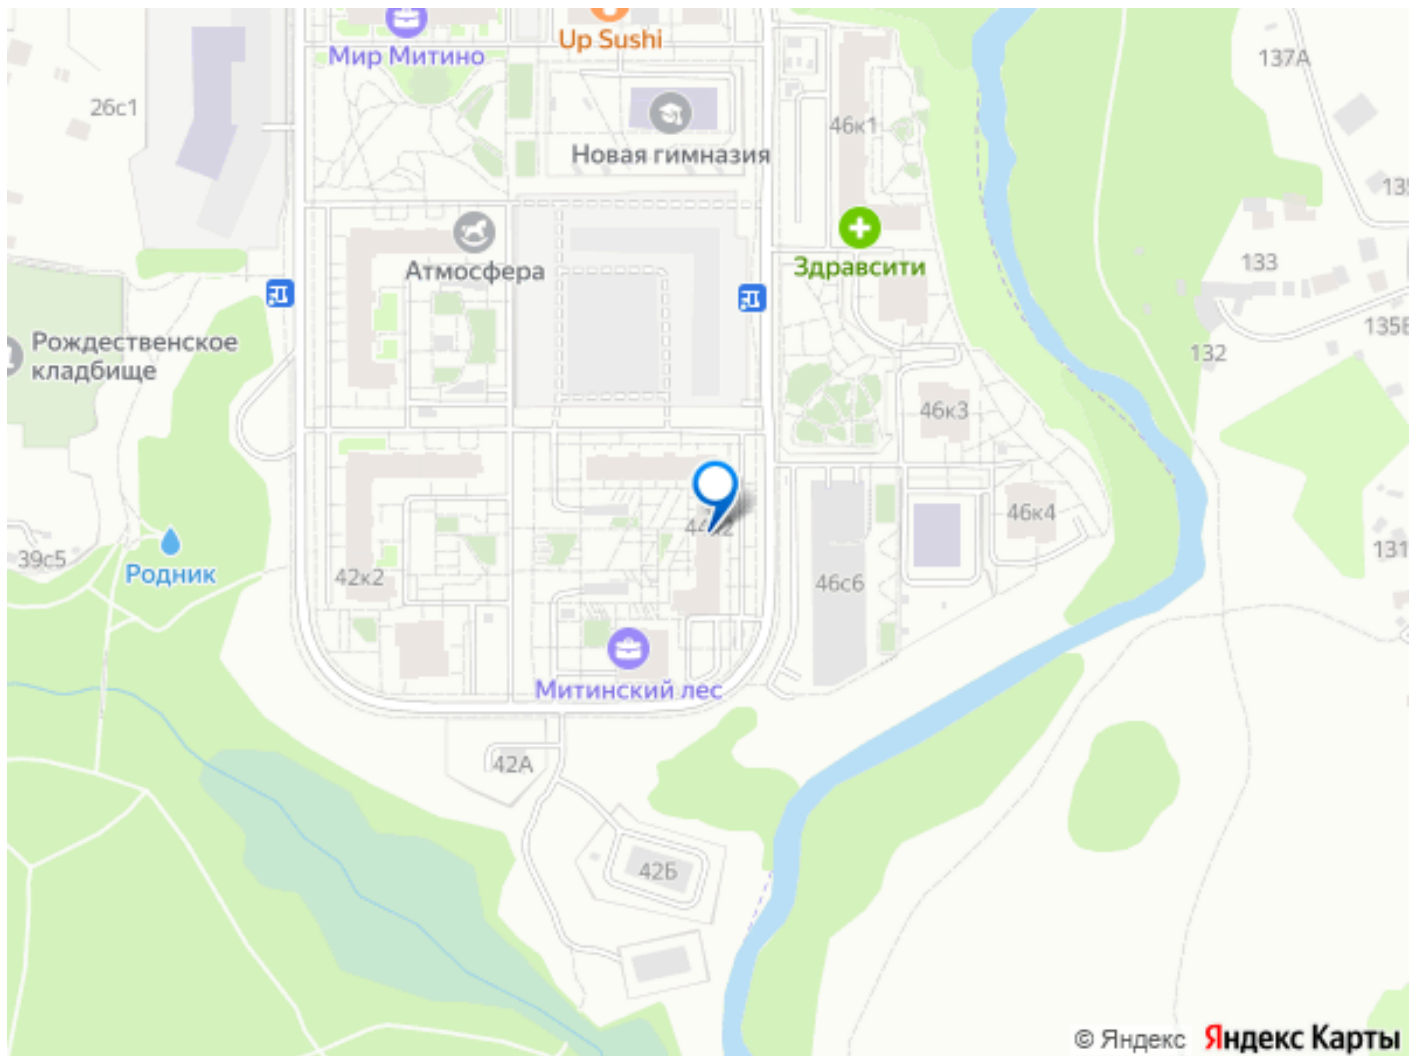 Up Sushi
Мир Митино
137А
26с1
46к1
Новая гимназия
Атмосфера
Здравсити
133
Рождественское
кладбище
132
46к3
46к4
39с5
Родник
42к2
46с6
131
Митинский лес
42А
42Б
© Яндекс Яндекс Карты